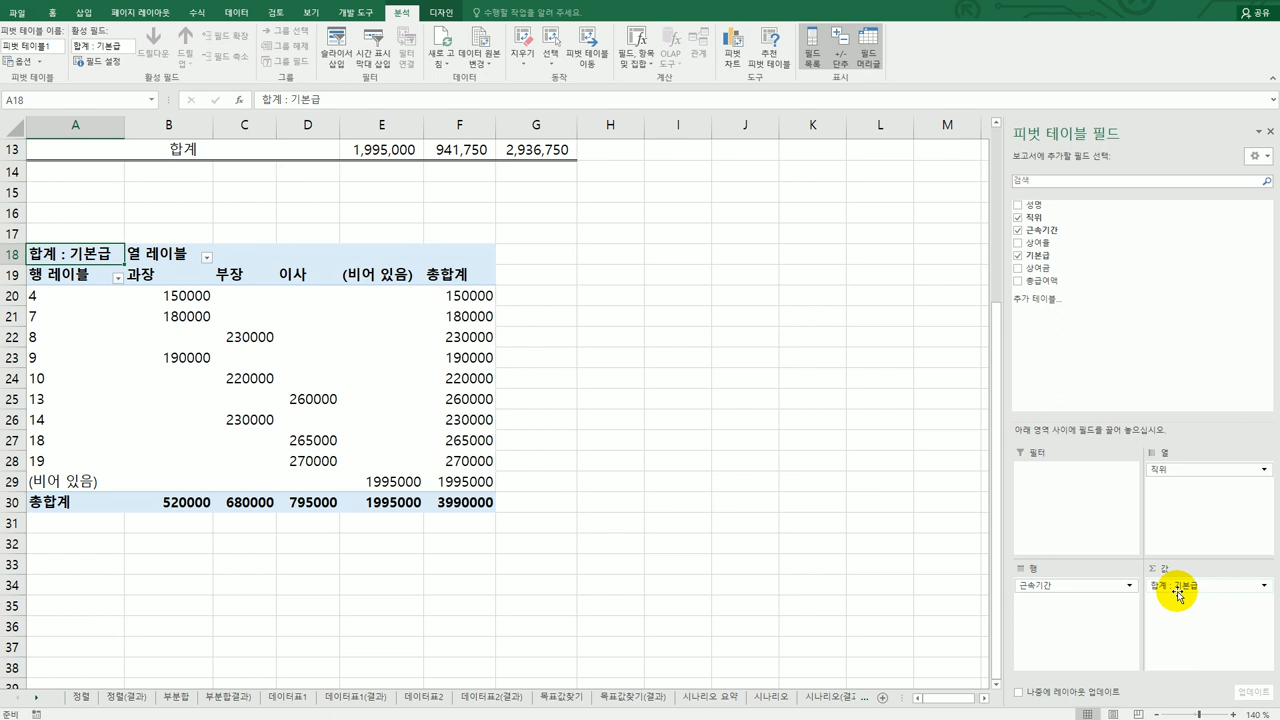 파일 홈 삽입 페이지 레이아웃 수식 데이터 검토 보기 개발 도구 분석 디자인 수행할 작업을 알려 주세요. 공유
피벗 테이블 이름: 활성 필드:
피벗 테이블1 합계 : 기본급 드릴다운 드릴업 필드 확장 필드 축소
옵션 필드 설정
그룹 선택
그룹 해제
그룹 필드
슬라이서 삽입 시간 표시 막대 삽입 필터 연결
새로 고침 데이터 원본 변경
지우기 선택 피벗 테이블 이동
필드, 항목 및 집합 OLAP 도구 관계
피벗 차트 추천 피벗 테이블
필드 목록 +/- 단추 필드 머리글
피벗 테이블 활성 필드 그룹 필터 데이터 동작 계산 도구 표시
A18 fx 합계 : 기본급
A B C D E F G H I J K L M
13 합계 1,995,000 941,750 2,936,750
14
15
16
17
18 합계 : 기본급 열 레이블
19 행 레이블 과장 부장 이사 (비어 있음) 총합계
20 4 150000 150000
21 7 180000 180000
22 8 230000 230000
23 9 190000 190000
24 10 220000 220000
25 13 260000 260000
26 14 230000 230000
27 18 265000 265000
28 19 270000 270000
29 (비어 있음) 1995000 1995000
30 총합계 520000 680000 795000 1995000 3990000
31
32
33
34
35
36
37
38
39
피벗 테이블 필드
보고서에 추가할 필드 선택:
검색
성명
직위
근속기간
상여율
기본급
상여금
총급여액
추가 테이블...
아래 영역 사이에 필드를 끌어 놓으십시오.
필터 열
직위
행 Σ 값
근속기간 합계 : 기본급
나중에 레이아웃 업데이트 업데이트
정렬 정렬(결과) 부분합 부분합(결과) 데이터표1 데이터표1(결과) 데이터표2 데이터표2(결과) 목표값찾기 목표값찾기(결과) 시나리오 요약 시나리오 시나리오(결과 ...
준비 140 %